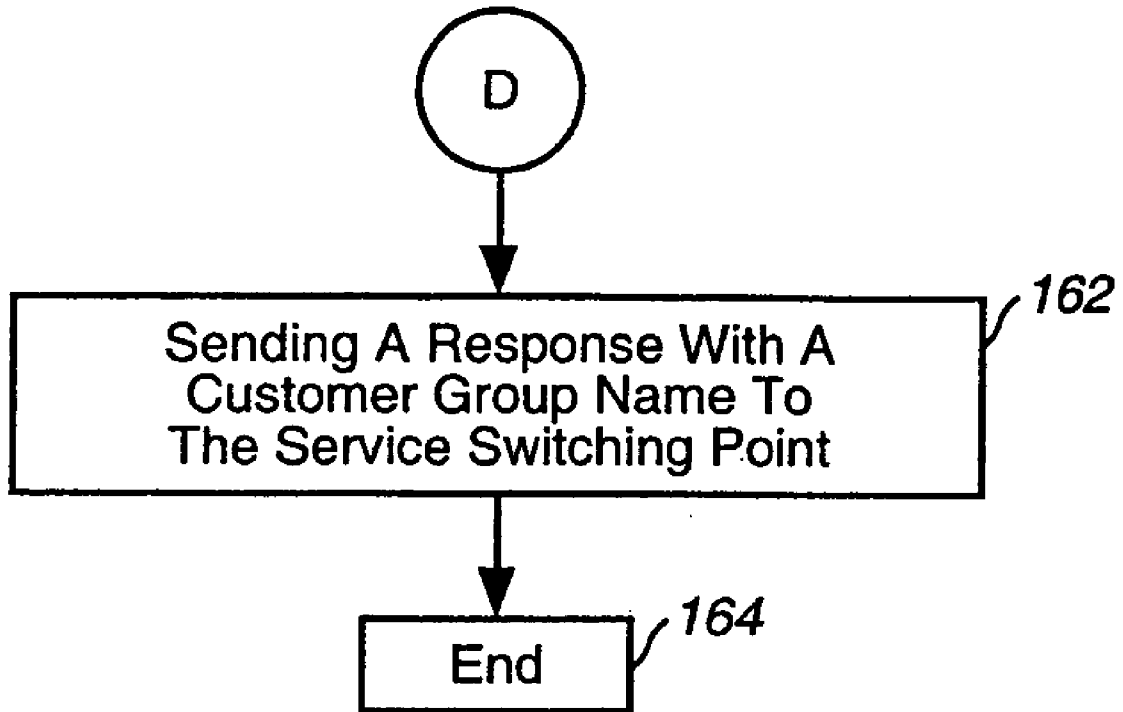 D
162
Sending A Response With A
Customer Group Name To
The Service Switching Point
164
End